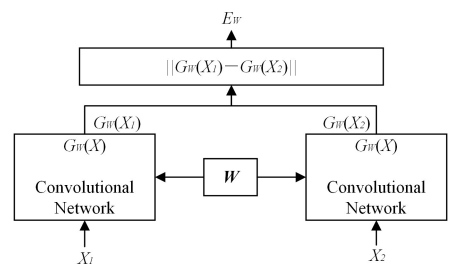 E_W
||G_W(X_1)−G_W(X_2)||
G_W(X_1)
G_W(X_2)
G_W(X)
Convolutional
Network
W
G_W(X)
Convolutional
Network
X_1
X_2